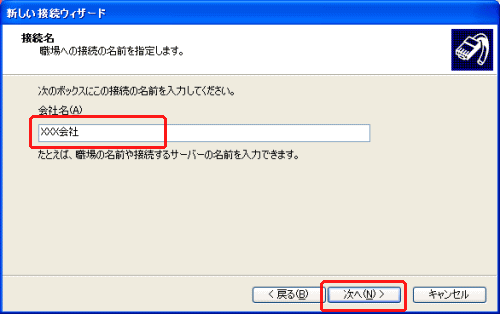 新しい接続ウィザード
接続名
職場への接続の名前を指定します。
次のボックスにこの接続の名前を入力してください。
会社名(A)
XXX会社
たとえば、職場の名前や接続するサーバーの名前を入力できます。
< 戻る(B) 次へ(N) > キャンセル